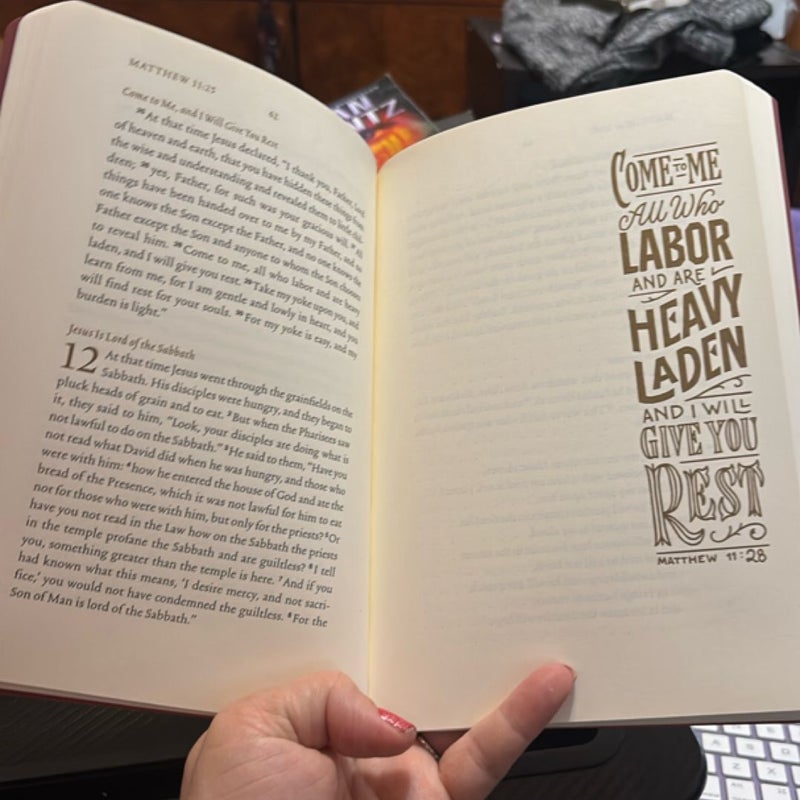 MATTHEW 11:25
62
Come to Me, and I Will Give You Rest
25 At that time Jesus declared, "I thank you, Father, Lord
of heaven and earth, that you have hidden these things from
the wise and understanding and revealed them to little chil-
dren; 26 yes, Father, for such was your gracious will. 27 All
things have been handed over to me by my Father, and no
one knows the Son except the Father, and no one knows the
Father except the Son and anyone to whom the Son chooses
to reveal him. 28 Come to me, all who labor and are heavy
laden, and I will give you rest. 29 Take my yoke upon you, and
learn from me, for I am gentle and lowly in heart, and you
will find rest for your souls. 30 For my yoke is easy, and my
burden is light."
Jesus Is Lord of the Sabbath
12 At that time Jesus went through the grainfields on the
Sabbath. His disciples were hungry, and they began to
pluck heads of grain and to eat. 2 But when the Pharisees saw
it, they said to him, "Look, your disciples are doing what is
not lawful to do on the Sabbath." 3 He said to them, "Have you
not read what David did when he was hungry, and those who
were with him: 4 how he entered the house of God and ate the
bread of the Presence, which it was not lawful for him to eat
nor for those who were with him, but only for the priests? 5 Or
have you not read in the Law how on the Sabbath the priests
in the temple profane the Sabbath and are guiltless? 6 I tell
you, something greater than the temple is here. 7 And if you
had known what this means, 'I desire mercy, and not sacri-
fice,' you would not have condemned the guiltless. 8 For the
Son of Man is lord of the Sabbath."
COME TO ME
All Who
LABOR
AND ARE
HEAVY
LADEN
AND I WILL
GIVE YOU
REST
MATTHEW 11:28